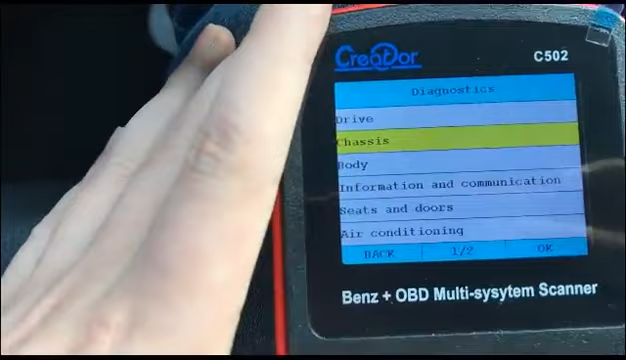 Creator C502
Diagnostics
Drive
Chassis
Body
Information and communication
Seats and doors
Air conditioning
BACK 1/2 OK
Benz + OBD Multi-sysytem Scanner